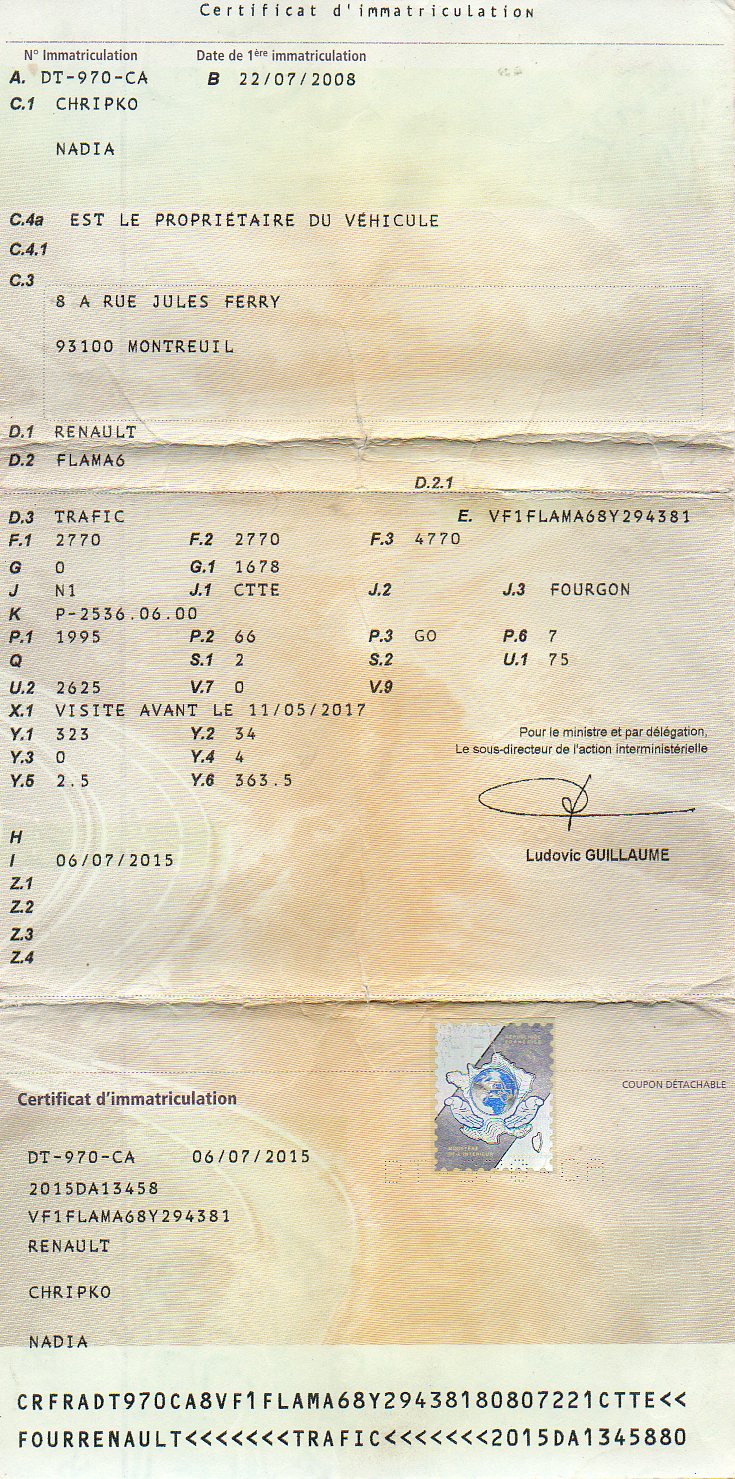 Certificat d'immatriculation
N° Immatriculation Date de 1ère immatriculation
A. DT-970-CA B 22/07/2008
C.1 CHRIPKO
NADIA
C.4a EST LE PROPRIÉTAIRE DU VÉHICULE
C.4.1
C.3
8 A RUE JULES FERRY
93100 MONTREUIL
D.1 RENAULT
D.2 FLAMA6
D.2.1
D.3 TRAFIC E. VF1FLAMA68Y294381
F.1 2770 F.2 2770 F.3 4770
G 0 G.1 1678
J N1 J.1 CTTE J.2 J.3 FOURGON
K P-2536.06.00
P.1 1995 P.2 66 P.3 GO P.6 7
Q S.1 2 S.2 U.1 75
U.2 2625 V.7 0 V.9
X.1 VISITE AVANT LE 11/05/2017
Y.1 323 Y.2 34
Pour le ministre et par délégation,
Le sous-directeur de l'action interministérielle
Y.3 0 Y.4 4
Y.5 2.5 Y.6 363.5
H
Ludovic GUILLAUME
I 06/07/2015
Z.1
Z.2
Z.3
Z.4
COUPON DÉTACHABLE
Certificat d'immatriculation
DT-970-CA 06/07/2015
2015DA13458
VF1FLAMA68Y294381
RENAULT
CHRIPKO
NADIA
CRFRADT970CA8VF1FLAMA68Y29438180807221CTTE<<
FOURRENAULT<<<<<<<TRAFIC<<<<<<<2015DA1345880